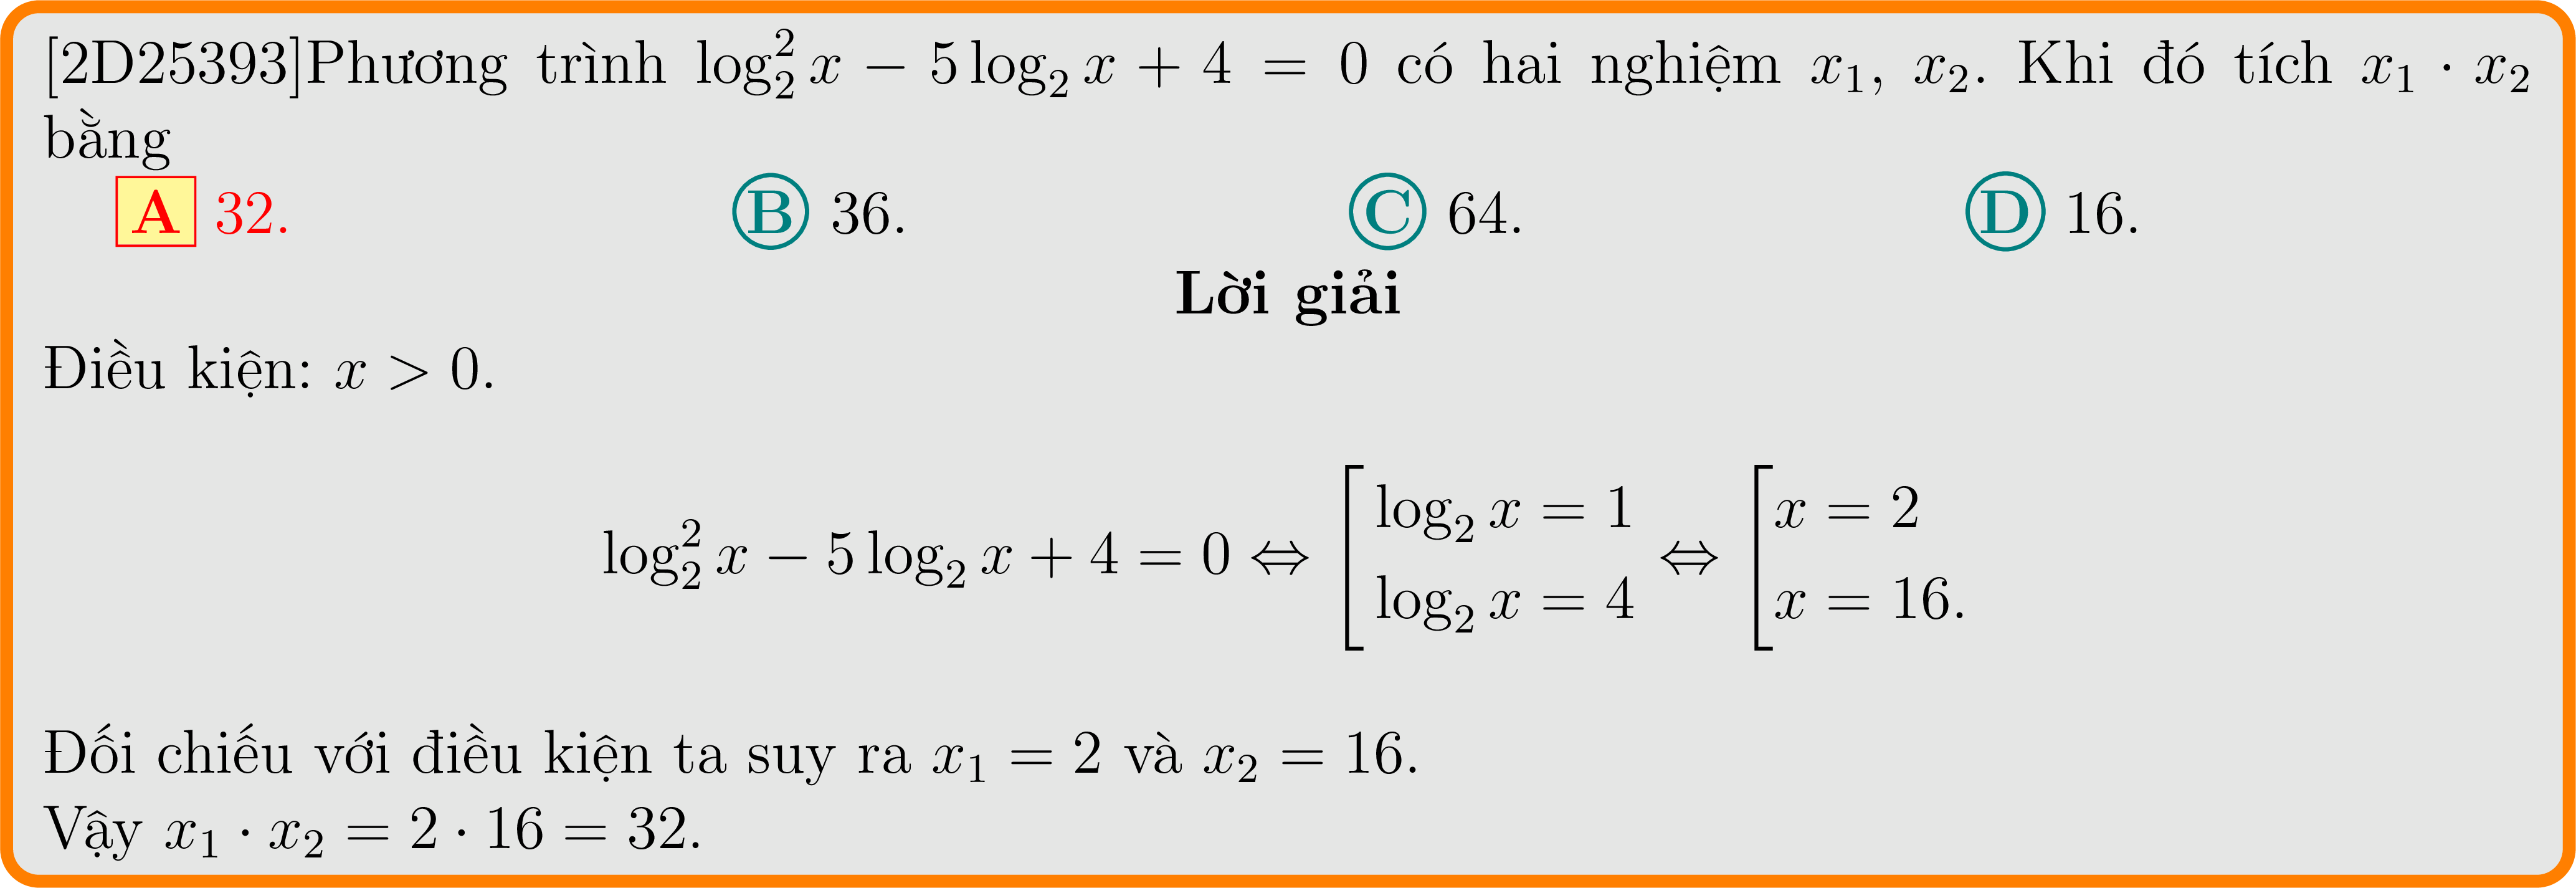 [2D25393]Phương trình $\log_2^2 x - 5\log_2 x + 4 = 0$ có hai nghiệm $x_1$, $x_2$. Khi đó tích $x_1 \cdot x_2$
bằng
A 32. B 36. C 64. D 16.
Lời giải
Điều kiện: $x > 0$.
$\log_2^2 x - 5\log_2 x + 4 = 0 \Leftrightarrow \left[\begin{array}{l} \log_2 x = 1 \\ \log_2 x = 4 \end{array}\right. \Leftrightarrow \left[\begin{array}{l} x = 2 \\ x = 16. \end{array}\right.$
Đối chiếu với điều kiện ta suy ra $x_1 = 2$ và $x_2 = 16$.
Vậy $x_1 \cdot x_2 = 2 \cdot 16 = 32$.